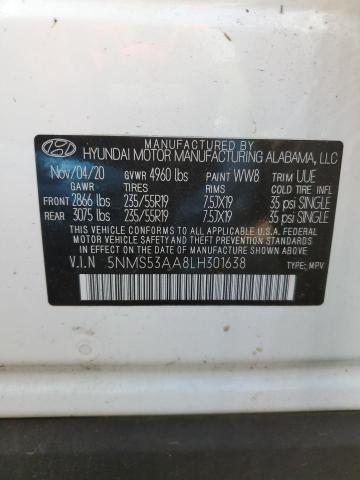 MANUFACTURED BY
HYUNDAI MOTOR MANUFACTURING ALABAMA, LLC
Nov/04/20 GVWR 4960 lbs PAINT WW8 TRIM UUE
GAWR TIRES RIMS COLD TIRE INF.
FRONT 2866 lbs 235/55R19 7.5JX19 35 psi SINGLE
REAR 3075 lbs 235/55R19 7.5JX19 35 psi SINGLE
THIS VEHICLE CONFORMS TO ALL APPLICABLE U.S.A. FEDERAL
MOTOR VEHICLE SAFETY AND THEFT PREVENTION STANDARDS
IN EFFECT ON THE DATE OF MANUFACTURE SHOWN ABOVE.
V.I.N 5NMS53AA8LH301638 TYPE: MPV